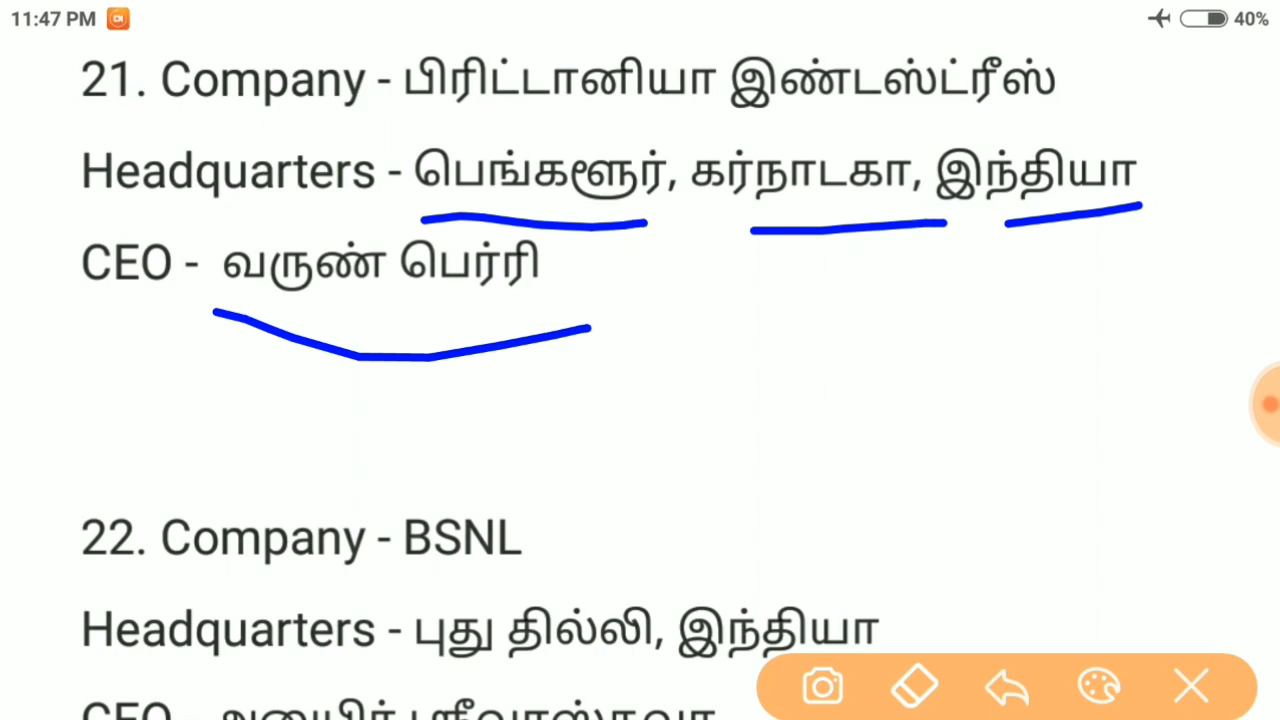 11:47 PM 40%
21. Company - பிரிட்டானியா இண்டஸ்ட்ரீஸ்
Headquarters - பெங்களூர், கர்நாடகா, இந்தியா
CEO - வருண் பெர்ரி
22. Company - BSNL
Headquarters - புது தில்லி, இந்தியா
CEO -